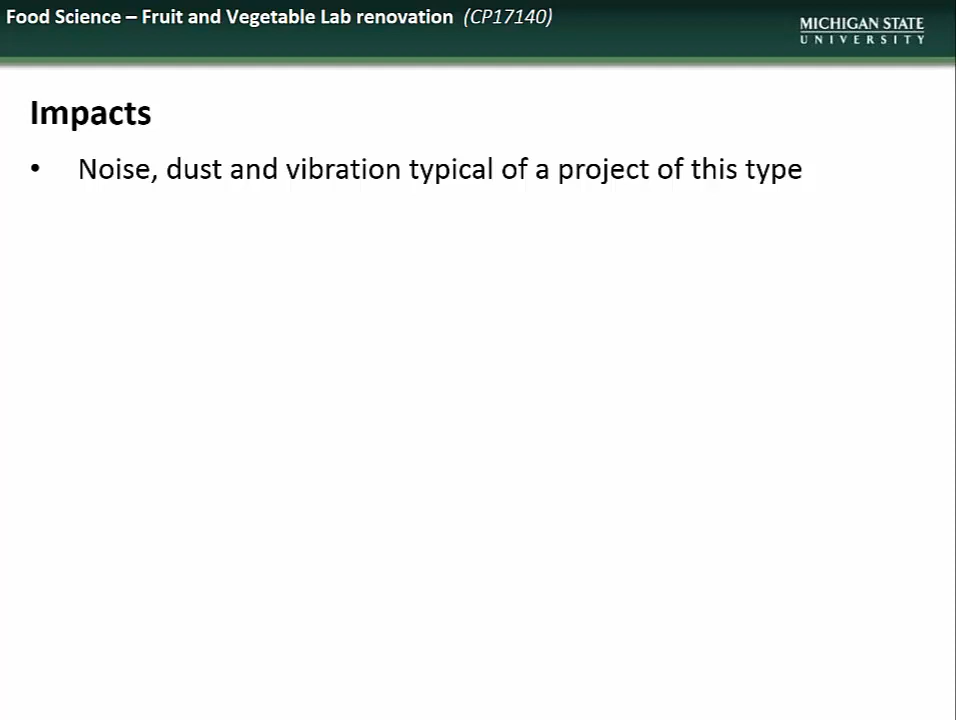 Food Science – Fruit and Vegetable Lab renovation (CP17140)
MICHIGAN STATE
UNIVERSITY
Impacts
• Noise, dust and vibration typical of a project of this type